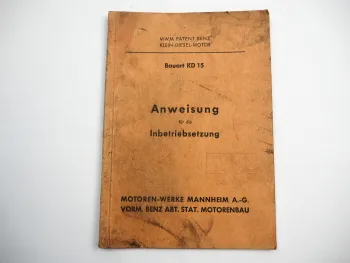 MWM PATENT BENZ
KLEIN-DIESEL-MOTOR
Bauart KD 15
Anweisung
für die
Inbetriebsetzung
MOTOREN-WERKE MANNHEIM A.-G.
VORM. BENZ ABT. STAT. MOTORENBAU